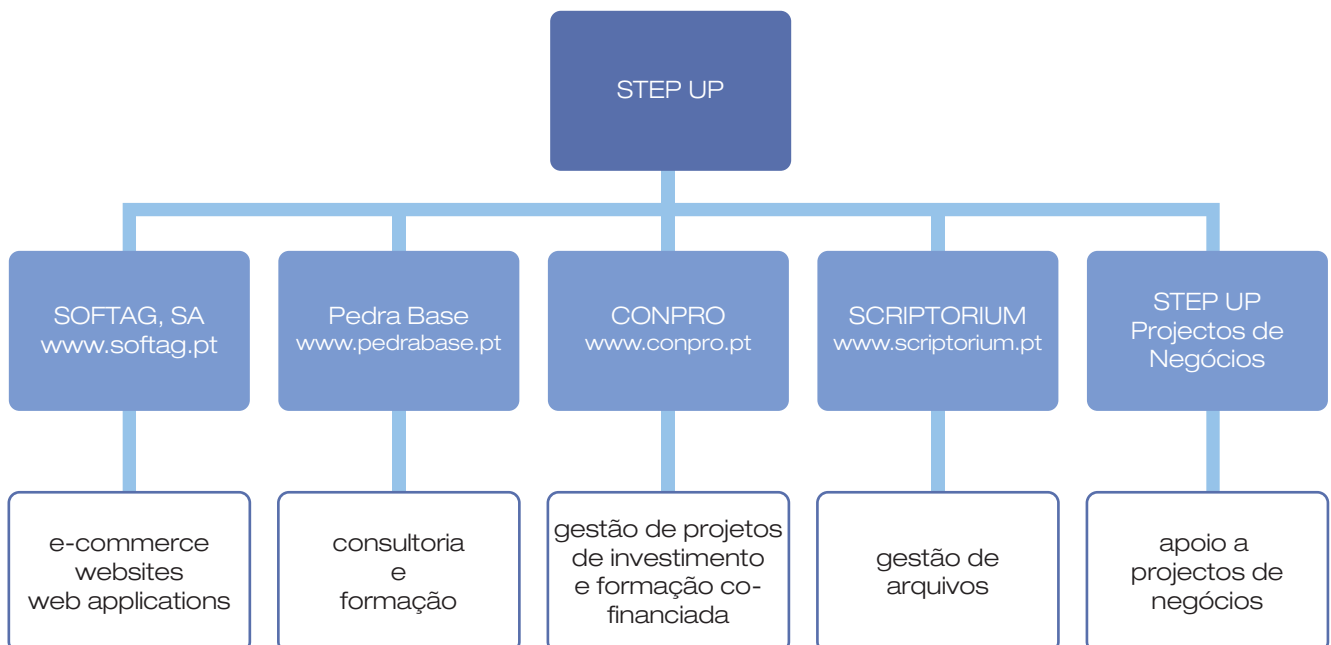 STEP UP
SOFTAG, SA
www.softag.pt
Pedra Base
www.pedrabase.pt
CONPRO
www.conpro.pt
SCRIPTORIUM
www.scriptorium.pt
STEP UP
Projectos de
Negócios
e-commerce
websites
web applications
consultoria
e
formação
gestão de projetos
de investimento
e formação co-
financiada
gestão de
arquivos
apoio a
projectos de
negócios